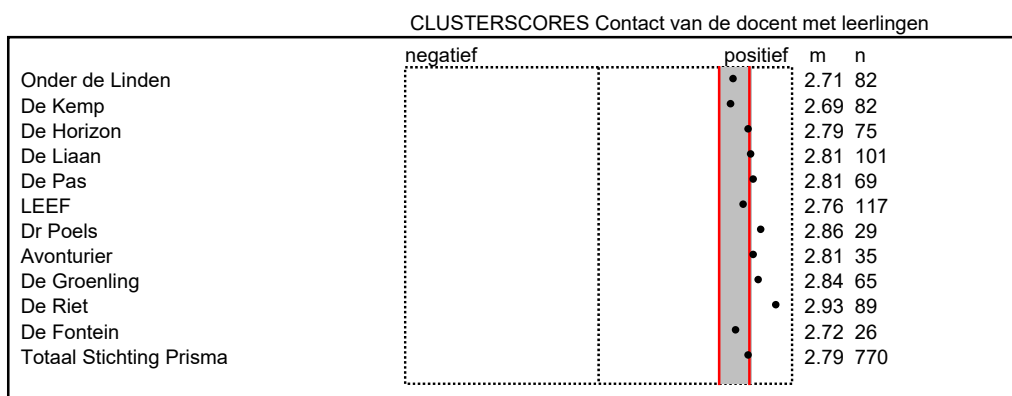 CLUSTERSCORES Contact van de docent met leerlingen
negatief positief m n
Onder de Linden 2.71 82
De Kemp 2.69 82
De Horizon 2.79 75
De Liaan 2.81 101
De Pas 2.81 69
LEEF 2.76 117
Dr Poels 2.86 29
Avonturier 2.81 35
De Groenling 2.84 65
De Riet 2.93 89
De Fontein 2.72 26
Totaal Stichting Prisma 2.79 770